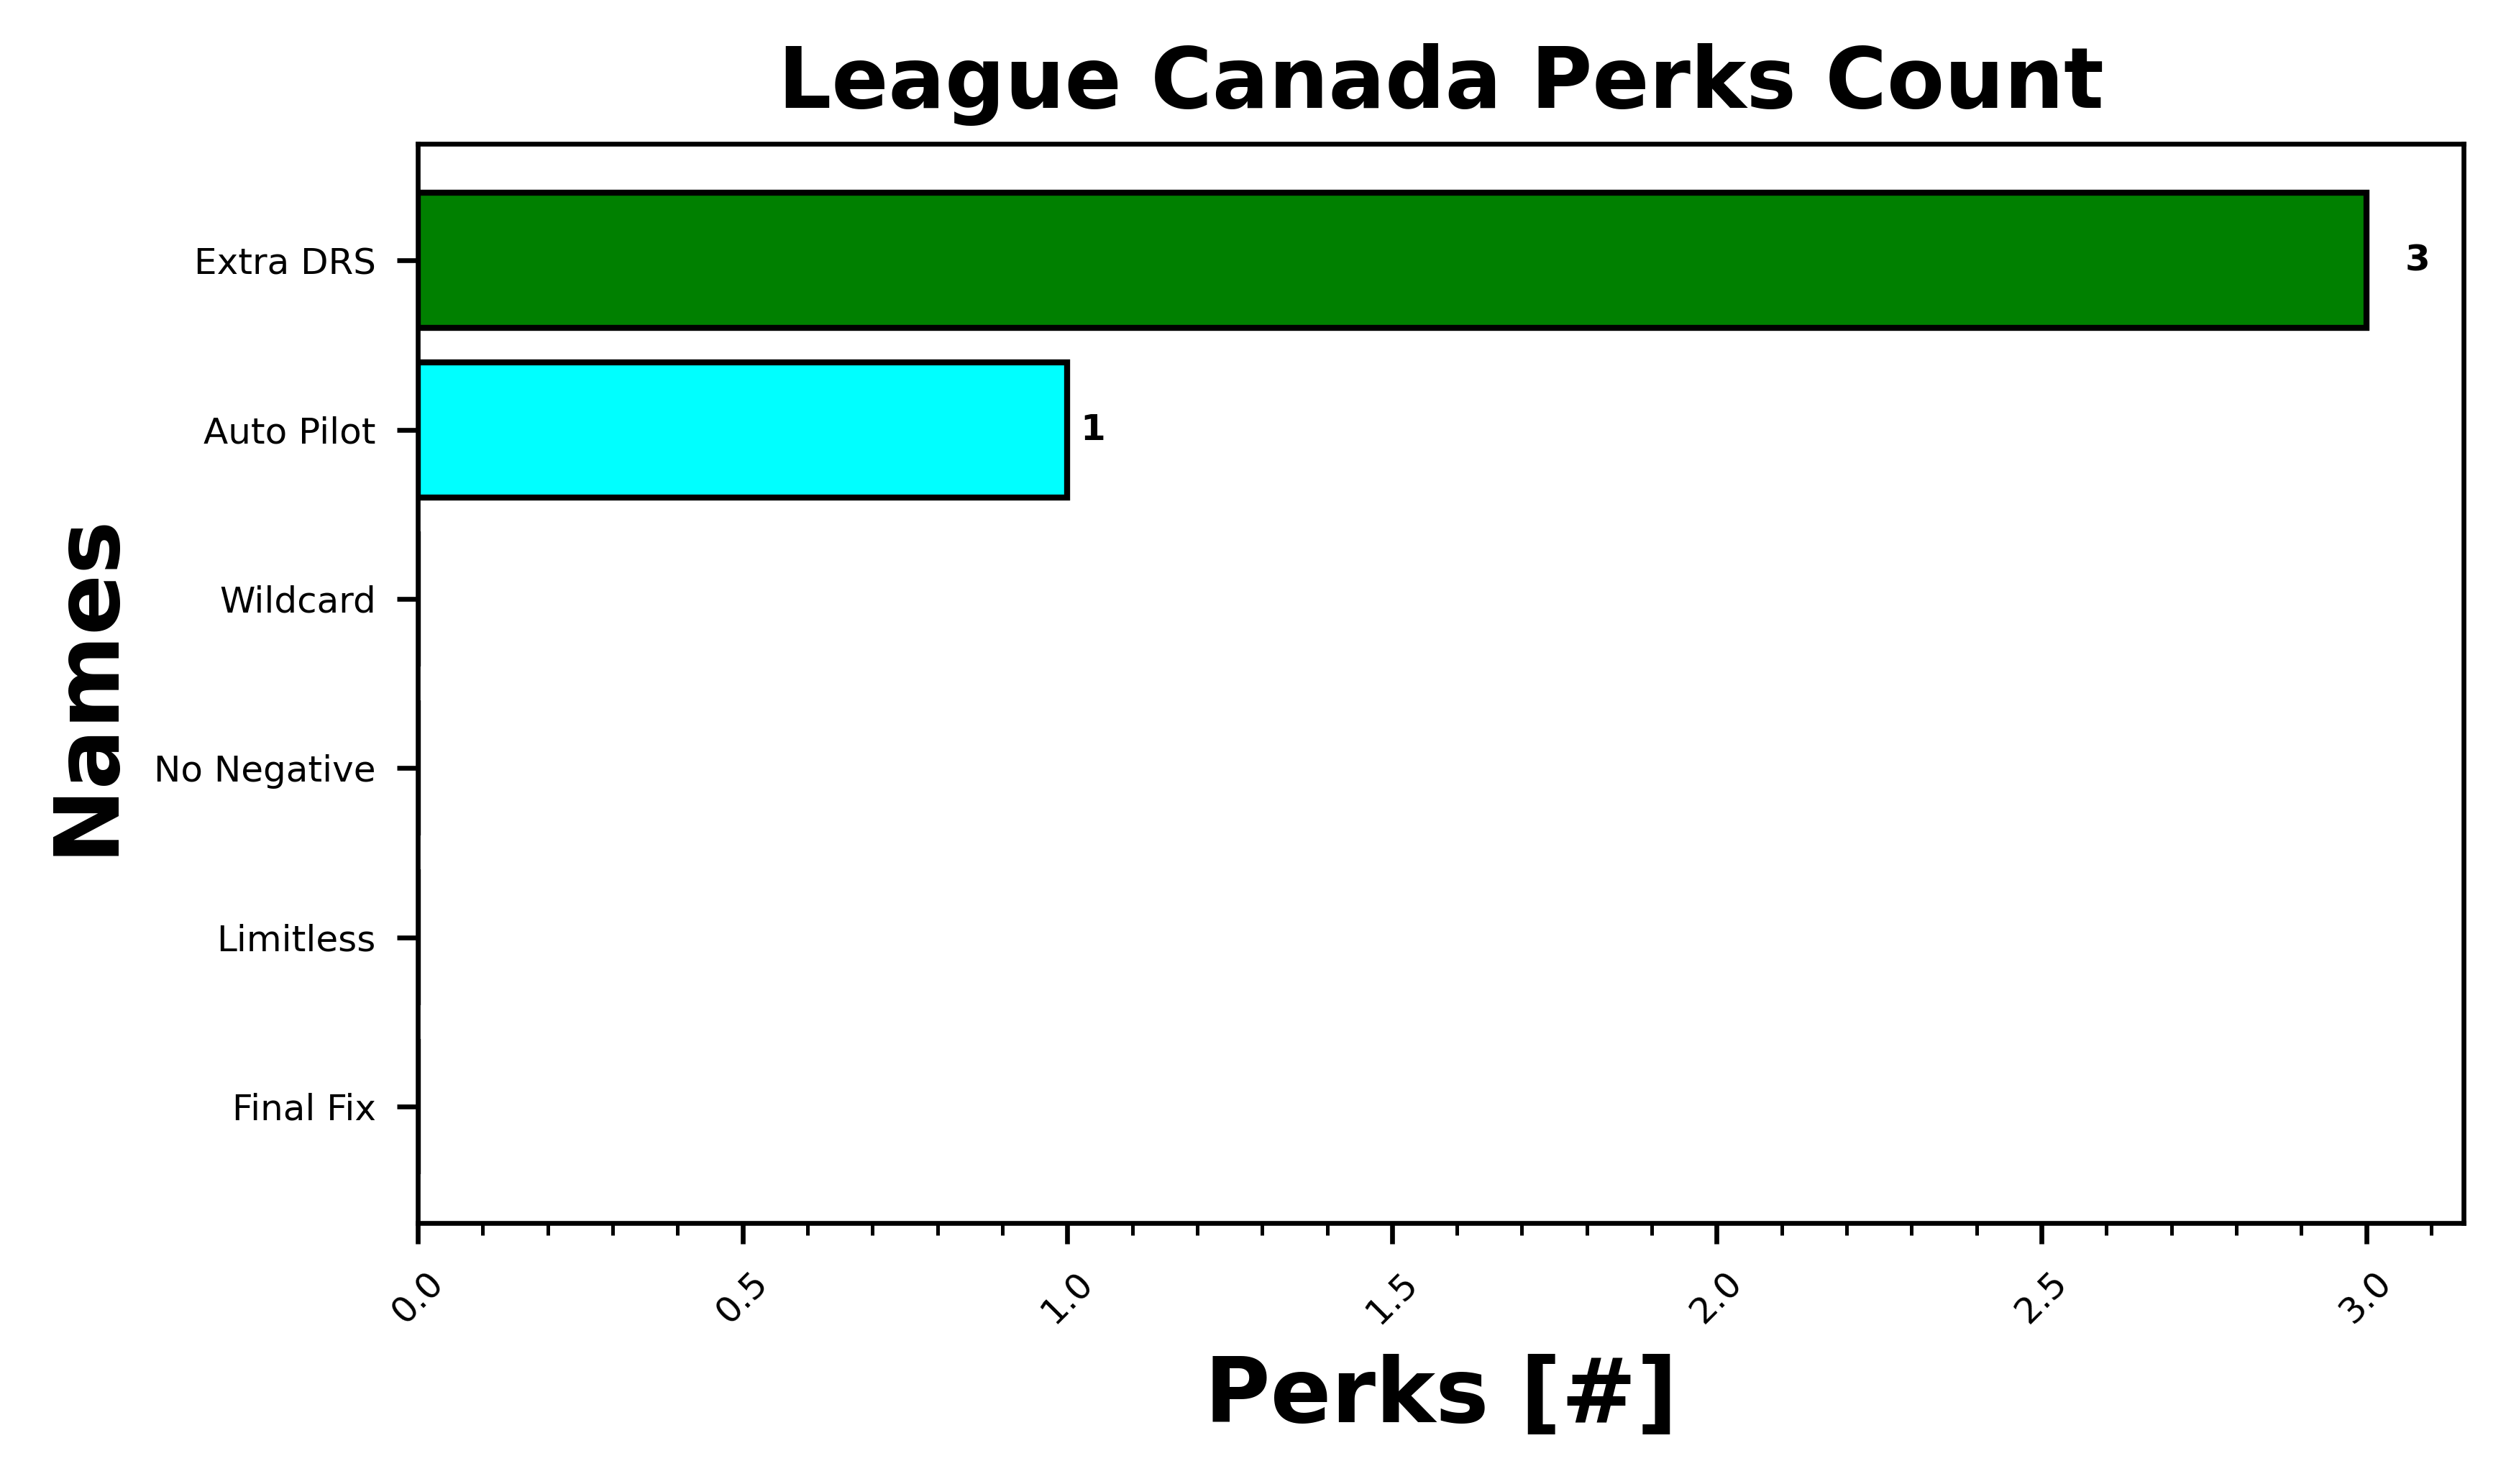 League Canada Perks Count
Extra DRS
3
Auto Pilot
1
Wildcard
No Negative
Limitless
Final Fix
Names
0.0 0.5 1.0 1.5 2.0 2.5 3.0
Perks [#]